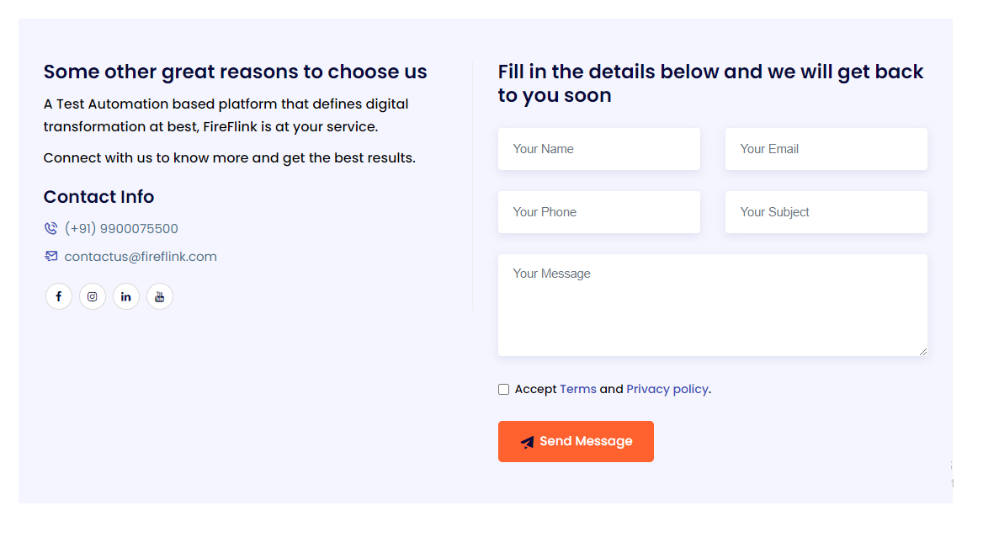 Some other great reasons to choose us
A Test Automation based platform that defines digital
transformation at best, FireFlink is at your service.
Connect with us to know more and get the best results.
Contact Info
(+91) 9900075500
contactus@fireflink.com
Fill in the details below and we will get back
to you soon
Your Name
Your Email
Your Phone
Your Subject
Your Message
Accept Terms and Privacy policy.
Send Message